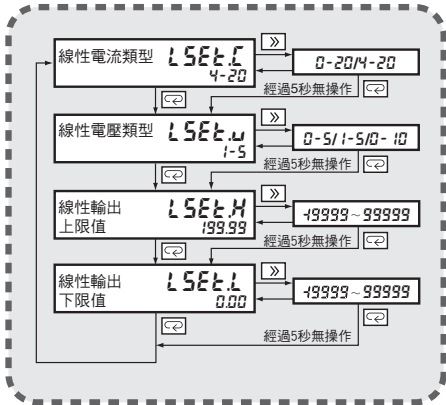 線性電流類型 LSEt.C 0-20/4-20
4-20
經過5秒無操作
線性電壓類型 LSEt.u 0-5/1-5/0-10
1-5
經過5秒無操作
線性輸出 LSEt.H -19999~99999
上限值 199.99
經過5秒無操作
線性輸出 LSEt.L -19999~99999
下限值 0.00
經過5秒無操作